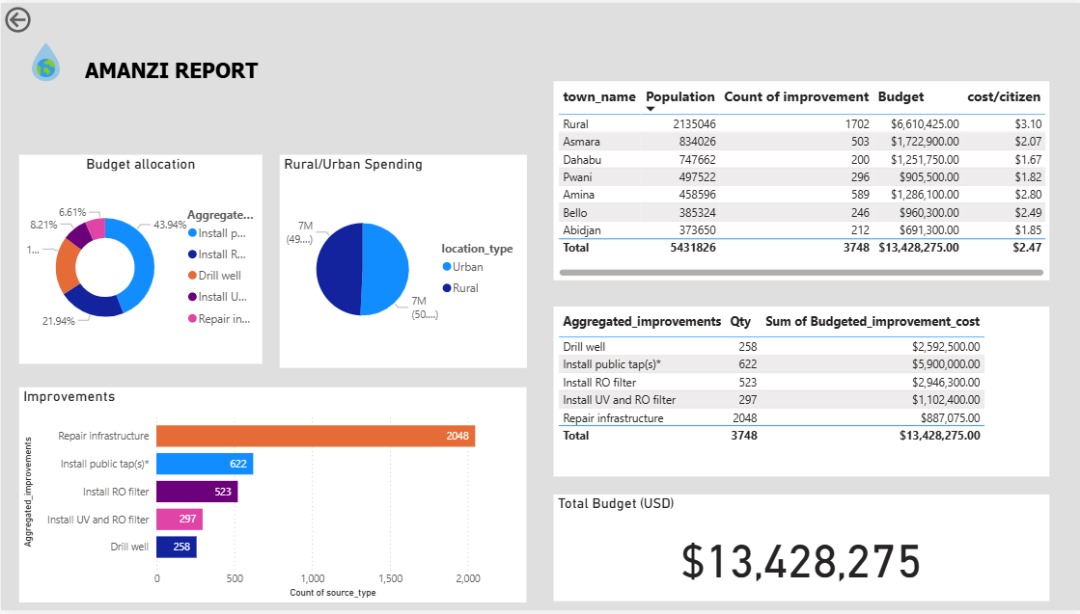 AMANZI REPORT
Budget allocation
6.61%
8.21%
1...
21.94%
43.94%
Aggregate...
Install p...
Install R...
Drill well
Install U...
Repair in...
Rural/Urban Spending
7M
(49....)
7M
(50....)
location_type
Urban
Rural
Improvements
Aggregated_improvements
Repair infrastructure 2048
Install public tap(s)* 622
Install RO filter 523
Install UV and RO filter 297
Drill well 258
0 500 1,000 1,500 2,000
Count of source_type
town_name Population Count of improvement Budget cost/citizen
Rural 2135046 1702 $6,610,425.00 $3.10
Asmara 834026 503 $1,722,900.00 $2.07
Dahabu 747662 200 $1,251,750.00 $1.67
Pwani 497522 296 $905,500.00 $1.82
Amina 458596 589 $1,286,100.00 $2.80
Bello 385324 246 $960,300.00 $2.49
Abidjan 373650 212 $691,300.00 $1.85
Total 5431826 3748 $13,428,275.00 $2.47
Aggregated_improvements Qty Sum of Budgeted_improvement_cost
Drill well 258 $2,592,500.00
Install public tap(s)* 622 $5,900,000.00
Install RO filter 523 $2,946,300.00
Install UV and RO filter 297 $1,102,400.00
Repair infrastructure 2048 $887,075.00
Total 3748 $13,428,275.00
Total Budget (USD)
$13,428,275